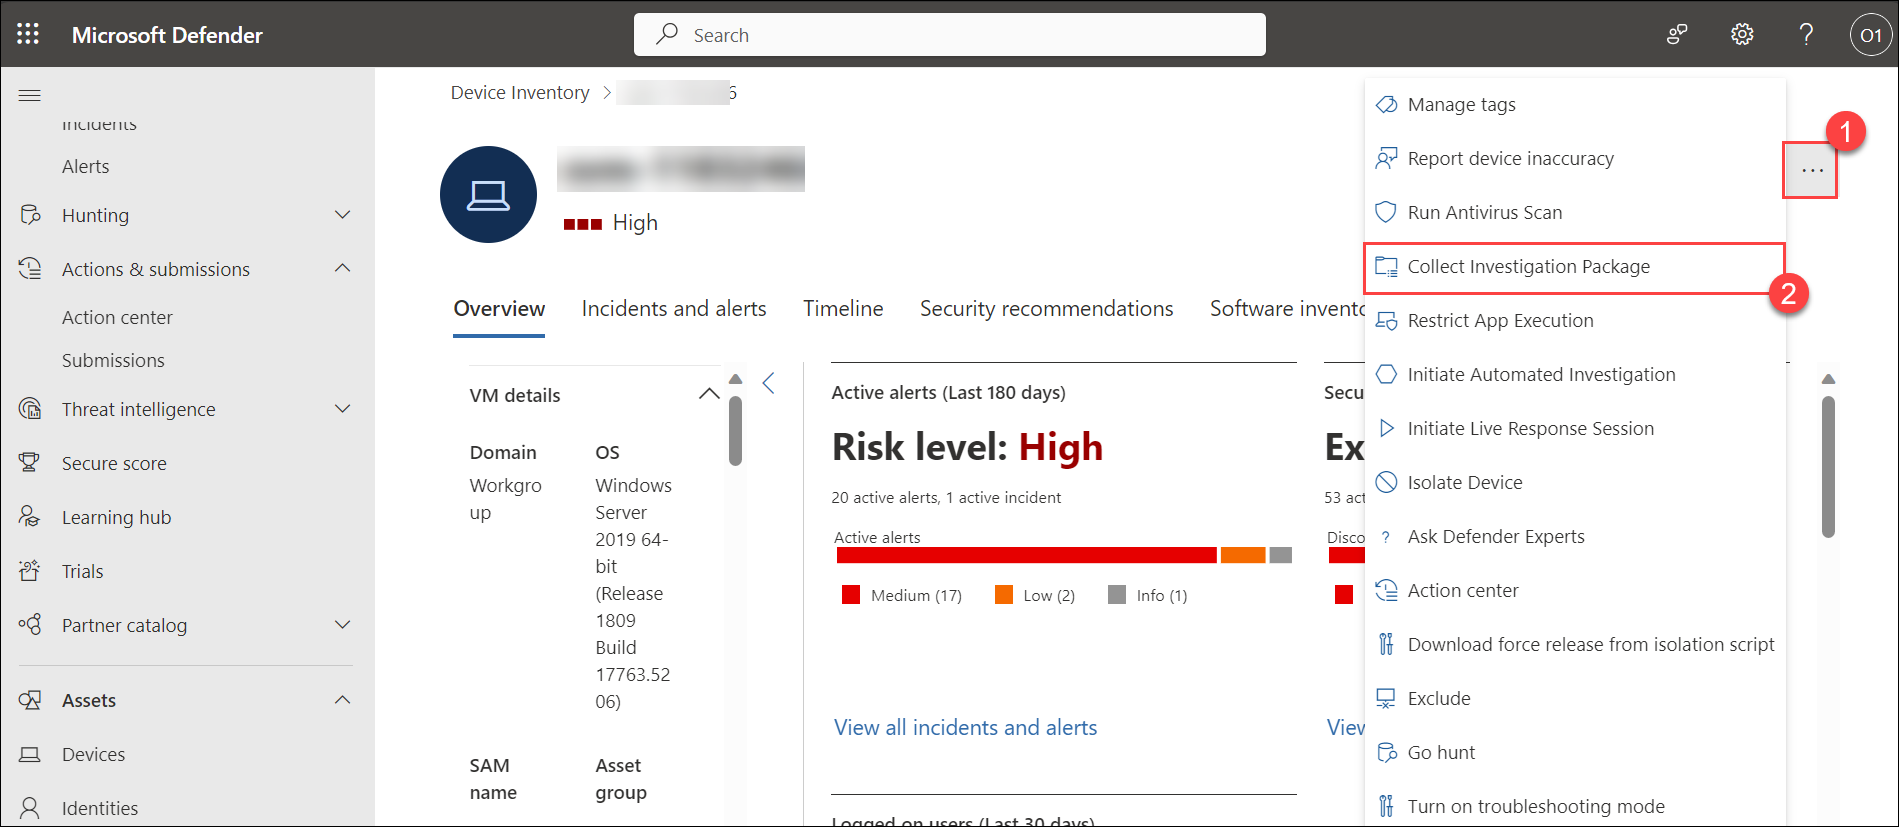 Microsoft Defender
Search
O1
Incidents
Alerts
Hunting
Actions & submissions
Action center
Submissions
Threat intelligence
Secure score
Learning hub
Trials
Partner catalog
Assets
Devices
Identities
Device Inventory > 6
High
Overview Incidents and alerts Timeline Security recommendations Software invento
VM details
Domain
Workgro
up
OS
Windows
Server
2019 64-
bit
(Release
1809
Build
17763.52
06)
SAM
name
Asset
group
Active alerts (Last 180 days)
Risk level: High
20 active alerts, 1 active incident
Active alerts
Medium (17) Low (2) Info (1)
View all incidents and alerts
Logged on users (Last 30 days)
Secu
Ex
53 act
Disco
View
Manage tags
Report device inaccuracy
Run Antivirus Scan
Collect Investigation Package
Restrict App Execution
Initiate Automated Investigation
Initiate Live Response Session
Isolate Device
? Ask Defender Experts
Action center
Download force release from isolation script
Exclude
Go hunt
Turn on troubleshooting mode
...
1
2